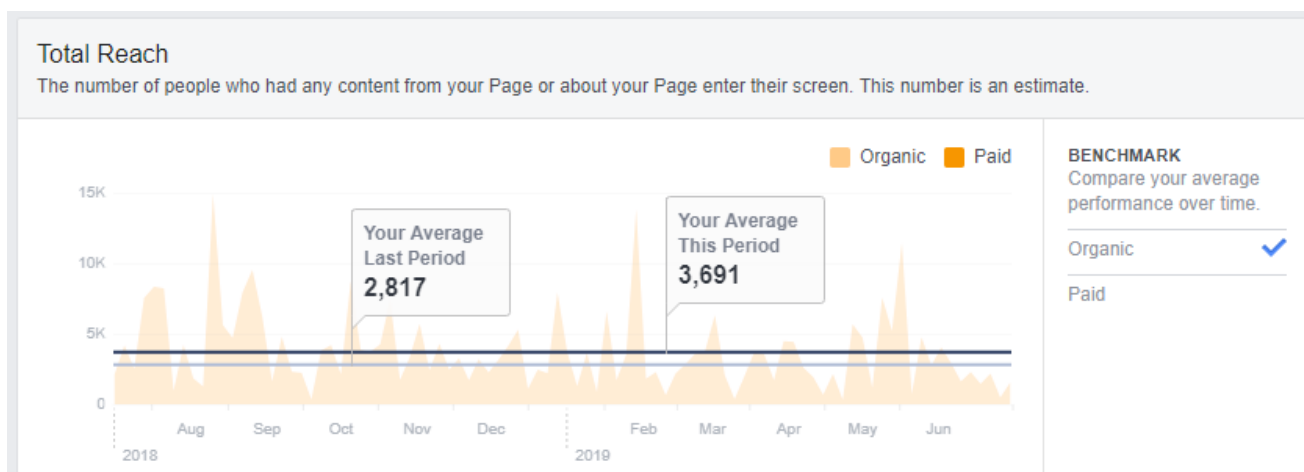 Total Reach
The number of people who had any content from your Page or about your Page enter their screen. This number is an estimate.
Organic Paid
15K
10K
5K
0
Your Average
Last Period
2,817
Your Average
This Period
3,691
Aug Sep Oct Nov Dec Feb Mar Apr May Jun
2018 2019
BENCHMARK
Compare your average
performance over time.
Organic
Paid